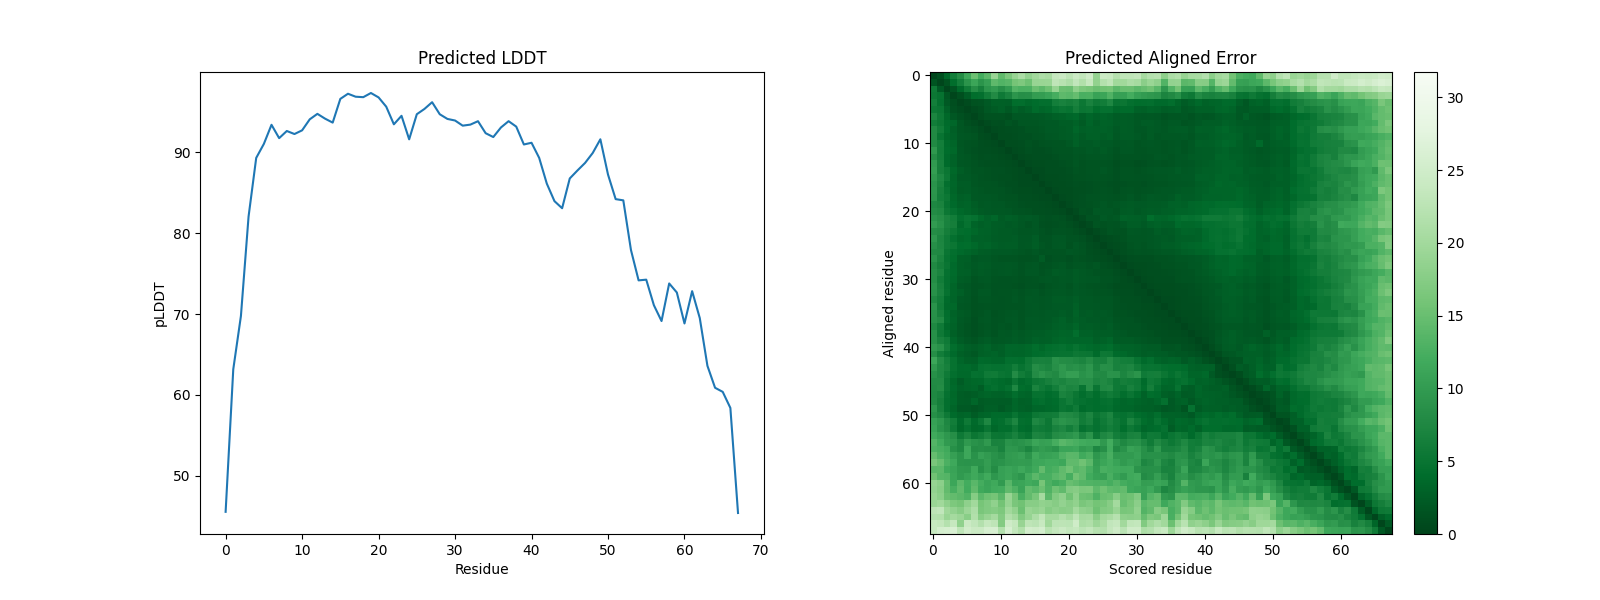 Predicted LDDT
pLDDT
90
80
70
60
50
0 10 20 30 40 50 60 70
Residue
Predicted Aligned Error
Aligned residue
0
10
20
30
40
50
60
0 10 20 30 40 50 60
Scored residue
30
25
20
15
10
5
0